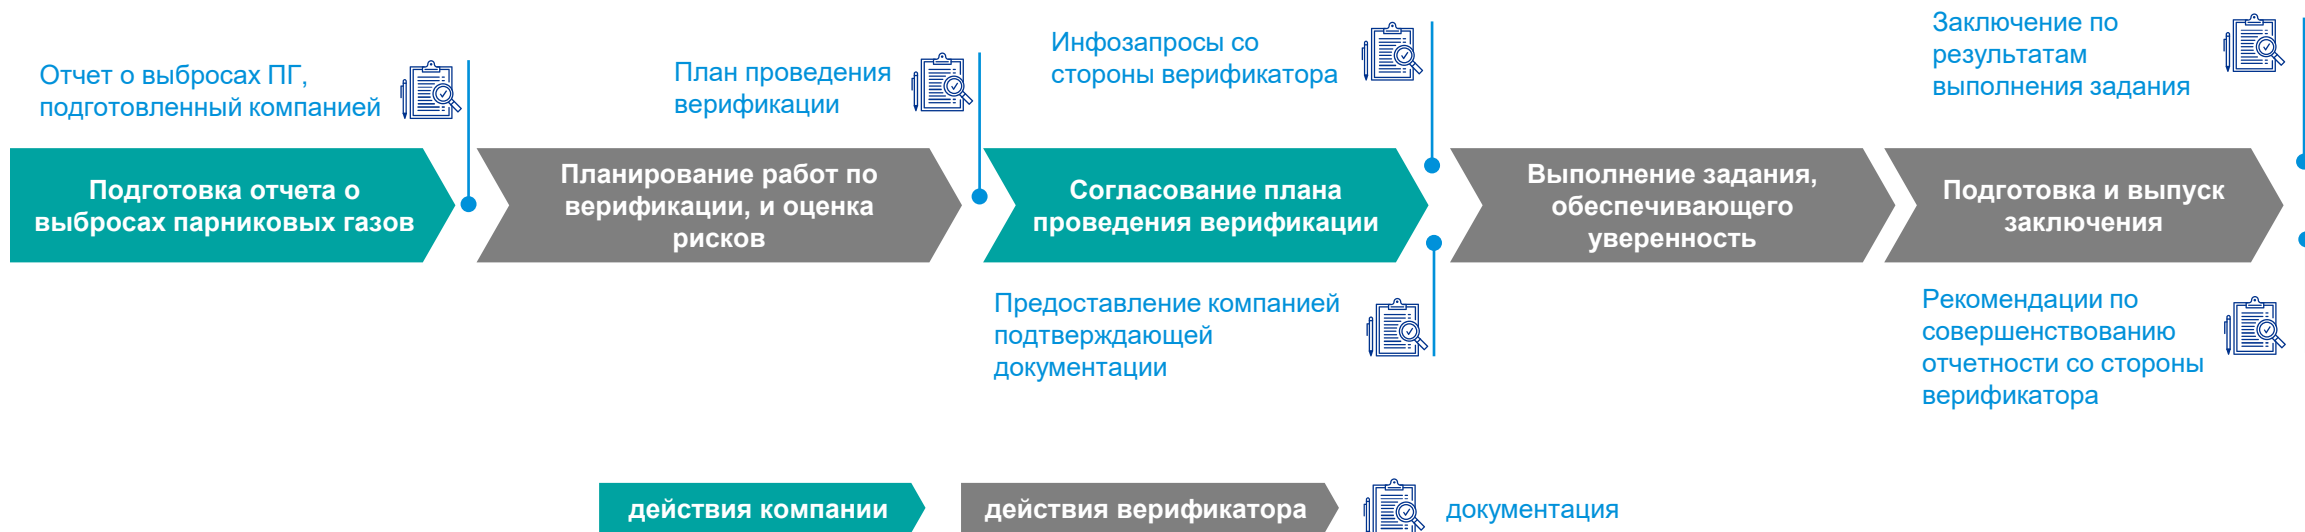 Отчет о выбросах ПГ,
подготовленный компанией
План проведения
верификации
Инфозапросы со
стороны верификатора
Заключение по
результатам
выполнения задания
Подготовка отчета о
выбросах парниковых газов
Планирование работ по
верификации, и оценка
рисков
Согласование плана
проведения верификации
Выполнение задания,
обеспечивающего
уверенность
Подготовка и выпуск
заключения
Предоставление компанией
подтверждающей
документации
Рекомендации по
совершенствованию
отчетности со стороны
верификатора
действия компании
действия верификатора
документация